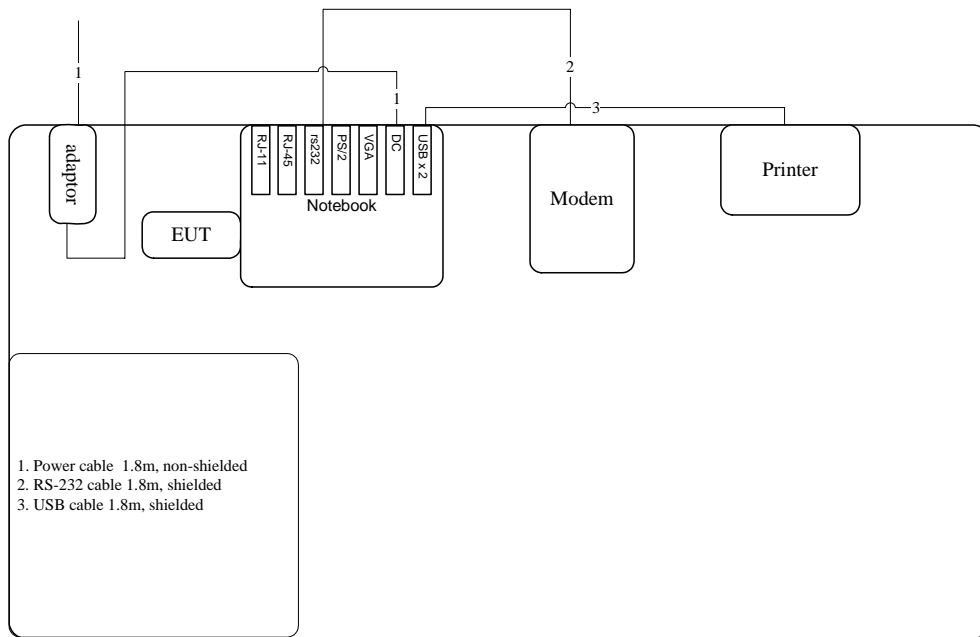 1
2
1
3
adaptor
RJ-11
RJ-45
rs232
PS/2
VGA
DC
USB x 2
Notebook
EUT
Modem
Printer
1. Power cable  1.8m, non-shielded
2. RS-232 cable 1.8m, shielded
3. USB cable 1.8m, shielded